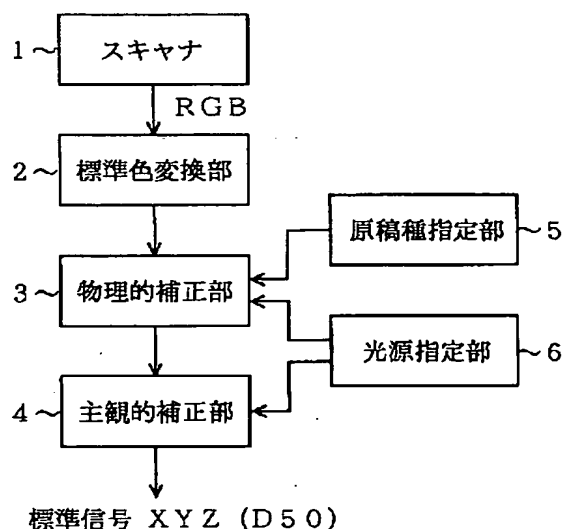 1～ スキャナ
RGB
2～ 標準色変換部
原稿種指定部 ～5
3～ 物理的補正部
光源指定部 ～6
4～ 主観的補正部
標準信号 XYZ (D50)